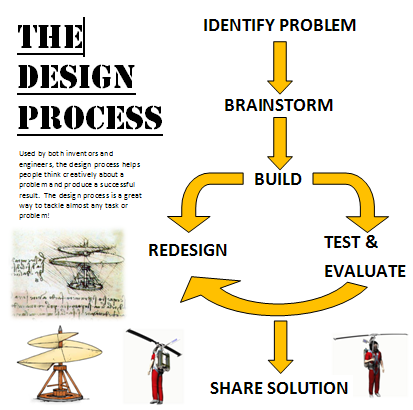 THE
DESIGN
PROCESS
Used by both inventors and
engineers, the design process helps
people think creatively about a
problem and produce a successful
result. The design process is a great
way to tackle almost any task or
problem!
IDENTIFY PROBLEM
BRAINSTORM
BUILD
REDESIGN
TEST &
EVALUATE
SHARE SOLUTION